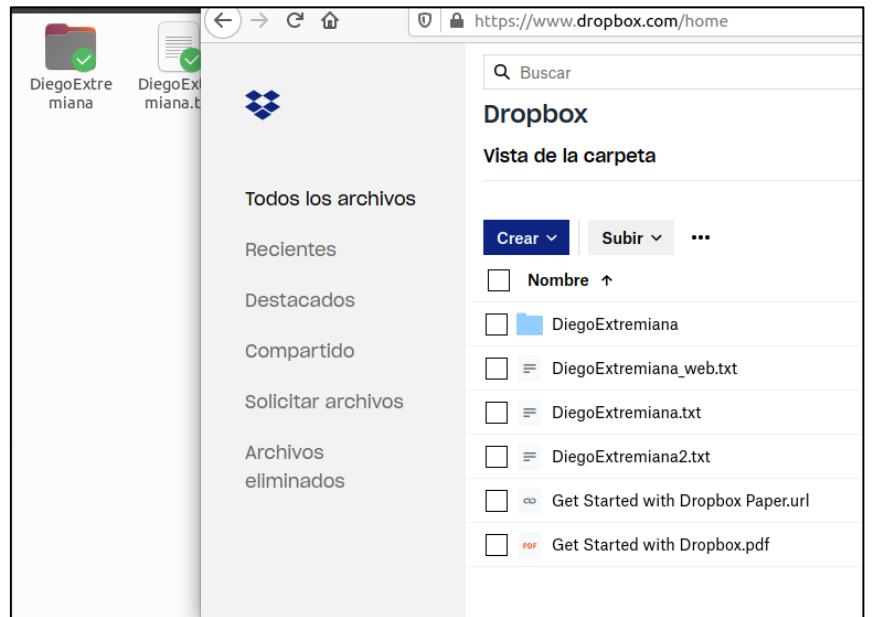 DiegoExtre
miana
DiegoEx
miana.t
https://www.dropbox.com/home
Buscar
Dropbox
Vista de la carpeta
Todos los archivos
Recientes
Destacados
Compartido
Solicitar archivos
Archivos
eliminados
Crear
Subir
•••
Nombre ↑
DiegoExtremiana
DiegoExtremiana_web.txt
DiegoExtremiana.txt
DiegoExtremiana2.txt
Get Started with Dropbox Paper.url
PDF
Get Started with Dropbox.pdf